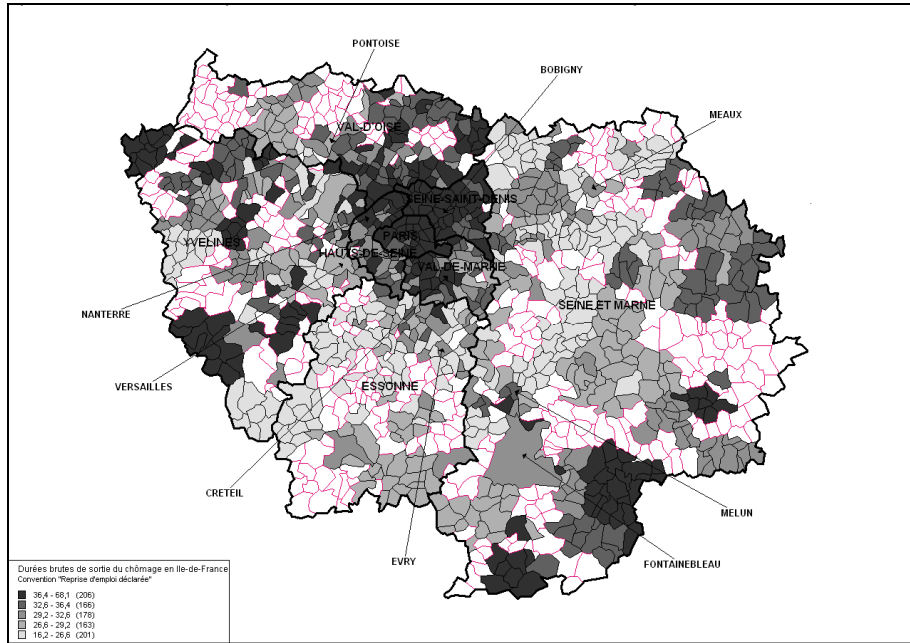 PONTOISE
BOBIGNY
MEAUX
VAL-D'OISE
SEINE-SAINT-DENIS
PARIS
YVELINES
HAUTS-DE-SEINE
VAL-DE-MARNE
SEINE ET MARNE
NANTERRE
VERSAILLES
ESSONNE
CRETEIL
MELUN
EVRY
FONTAINEBLEAU
Durées brutes de sortie du chômage en Ile-de-France
Convention "Reprise d'emploi déclarée"
36,4 - 68,1 (206)
32,6 - 36,4 (166)
29,2 - 32,6 (178)
26,6 - 29,2 (163)
16,2 - 26,6 (201)